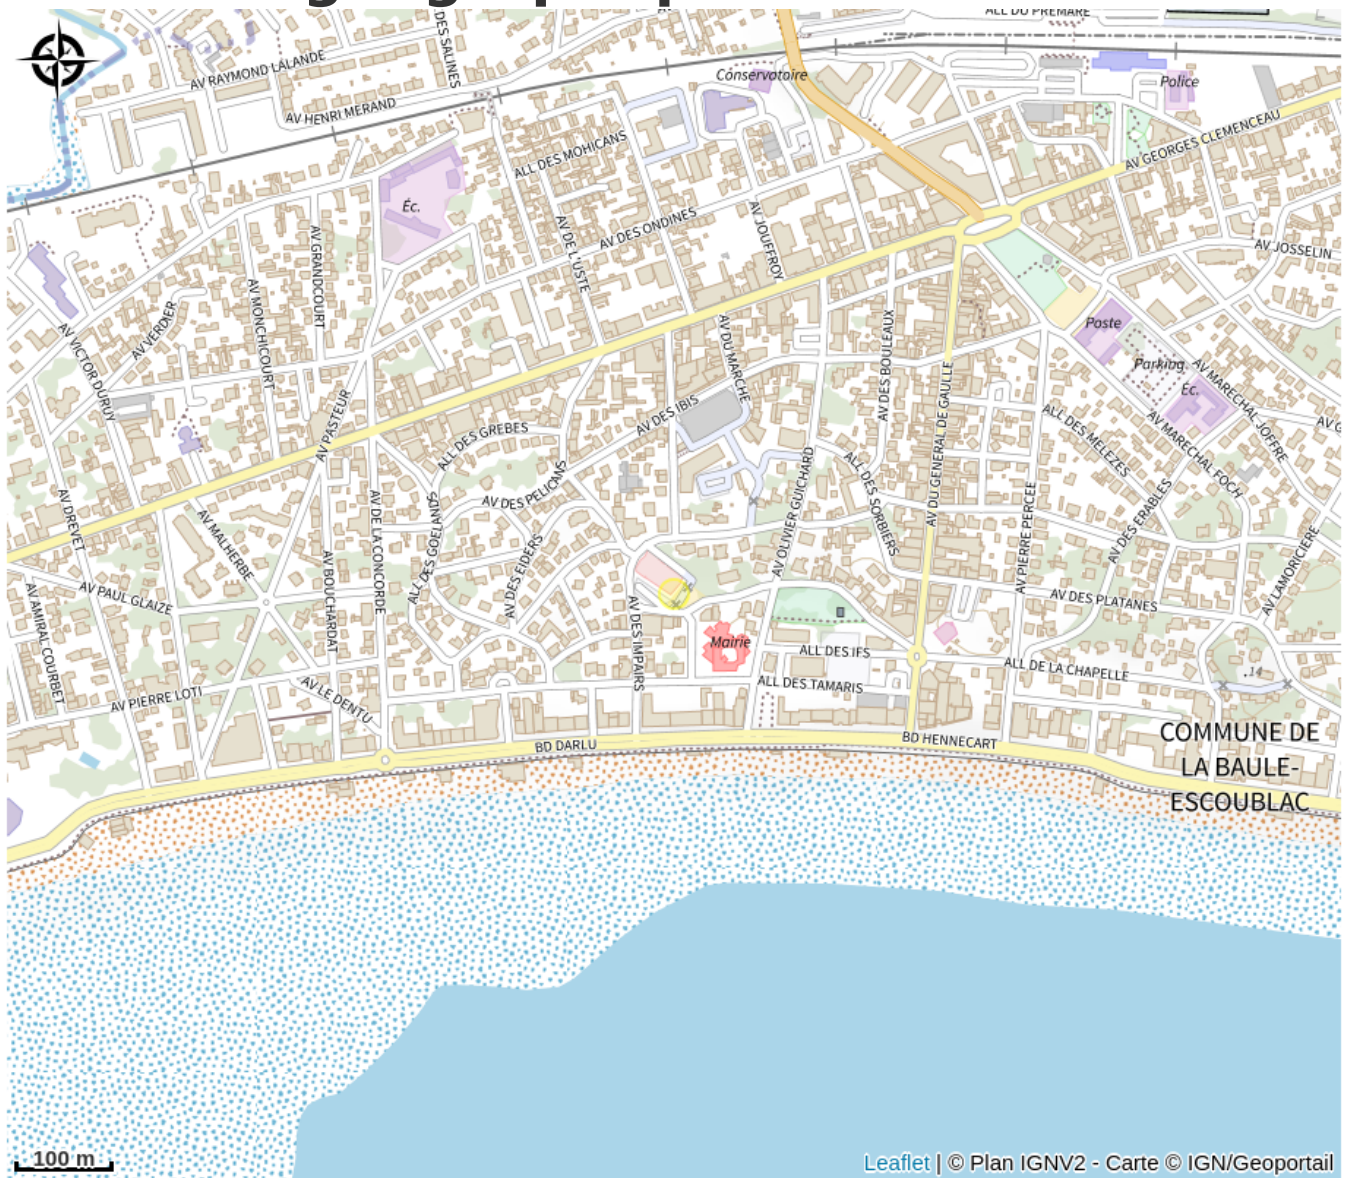 ALL DU PREMARE
DES SALINES
AV RAYMOND LALANDE
Conservatoire
Police
AV HENRI MERAND
AV GEORGES CLEMENCEAU
ALL DES MOHICANS
Éc.
AV DES ONDINES
AV JOUFFROY
AV DE L'USTE
AV GRANDCOURT
AV JOSSELIN
AV MONCHICOURT
AV VERDIER
Poste
AV VICTOR DURUY
AV DU MARCHE
AV DES BOULEAUX
Parking
AV MARECHAL JOFFRE
Éc.
AV DU GENERAL DE GAULLE
AV PASTEUR
AV DES IBIS
ALL DES GREBES
ALL DES MELEZES
AV MARECHAL FOCH
AV G
AV DES PELICANS
AV OLIVIER GUICHARD
ALL DES SORBIERS
AV DREVET
AV MALHERBE
AV DE LA CONCORDE
ALL DES GOELANDS
AV DES EIDERS
AV PIERRE PERCEE
AV DES ERABLES
AV LAMORICIERE
AV BOUCHARDAT
AV PAUL GLAIZE
AV AMIRAL COURBET
AV DES IMPAIRS
AV DES PLATANES
Mairie
ALL DES IFS
ALL DE LA CHAPELLE
.14
AV PIERRE LOTI
AV LE DENTU
ALL DES TAMARIS
BD DARLU
BD HENNECART
COMMUNE DE
LA BAULE-
ESCOUBLAC
100 m
Leaflet | © Plan IGNV2 - Carte © IGN/Geoportail